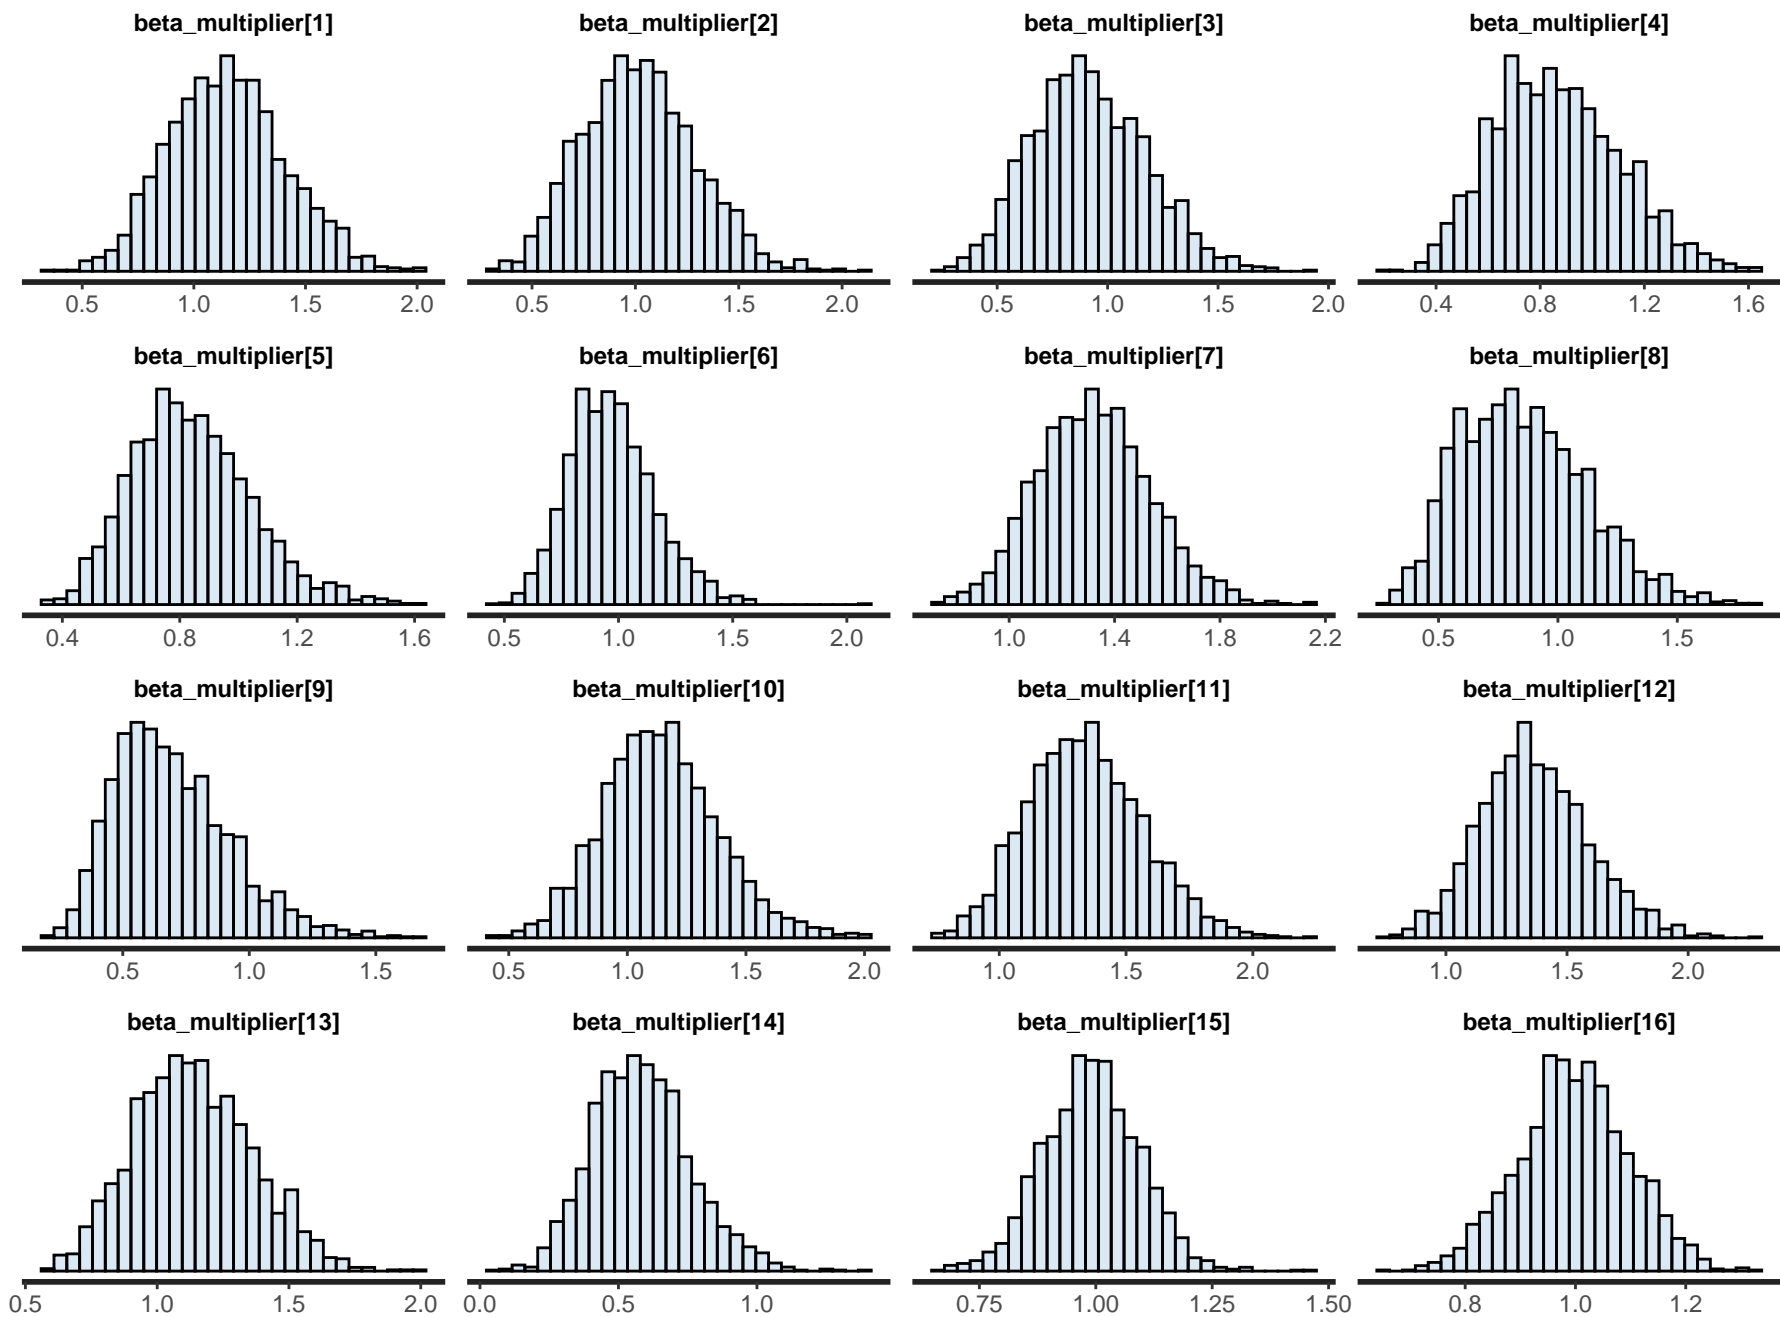 beta_multiplier[1] beta_multiplier[2] beta_multiplier[3] beta_multiplier[4]
0.5 1.0 1.5 2.0 0.5 1.0 1.5 2.0 0.5 1.0 1.5 2.0 0.4 0.8 1.2 1.6
beta_multiplier[5] beta_multiplier[6] beta_multiplier[7] beta_multiplier[8]
0.4 0.8 1.2 1.6 0.5 1.0 1.5 2.0 1.0 1.4 1.8 2.2 0.5 1.0 1.5
beta_multiplier[9] beta_multiplier[10] beta_multiplier[11] beta_multiplier[12]
0.5 1.0 1.5 0.5 1.0 1.5 2.0 1.0 1.5 2.0 1.0 1.5 2.0
beta_multiplier[13] beta_multiplier[14] beta_multiplier[15] beta_multiplier[16]
0.5 1.0 1.5 2.0 0.0 0.5 1.0 0.75 1.00 1.25 1.50 0.8 1.0 1.2